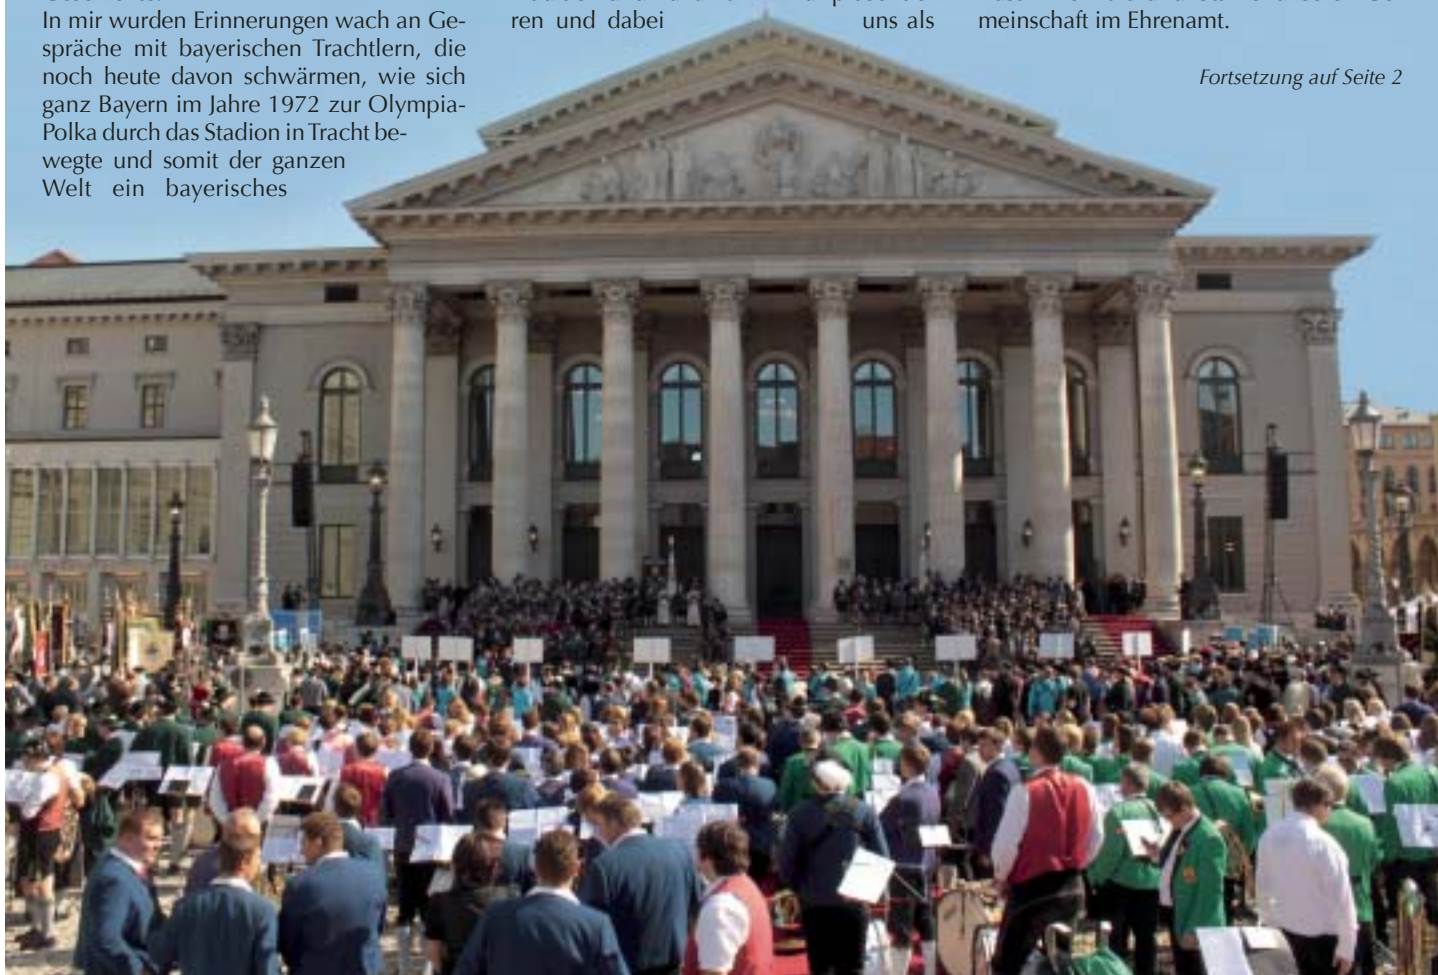 In mir wurden Erinnerungen wach an Ge-
spräche mit bayerischen Trachtlern, die
noch heute davon schwärmen, wie sich
ganz Bayern im Jahre 1972 zur Olympia-
Polka durch das Stadion in Tracht be-
wegte und somit der ganzen
Welt ein bayerisches
ren und dabei
uns als
meinschaft im Ehrenamt.
Fortsetzung auf Seite 2